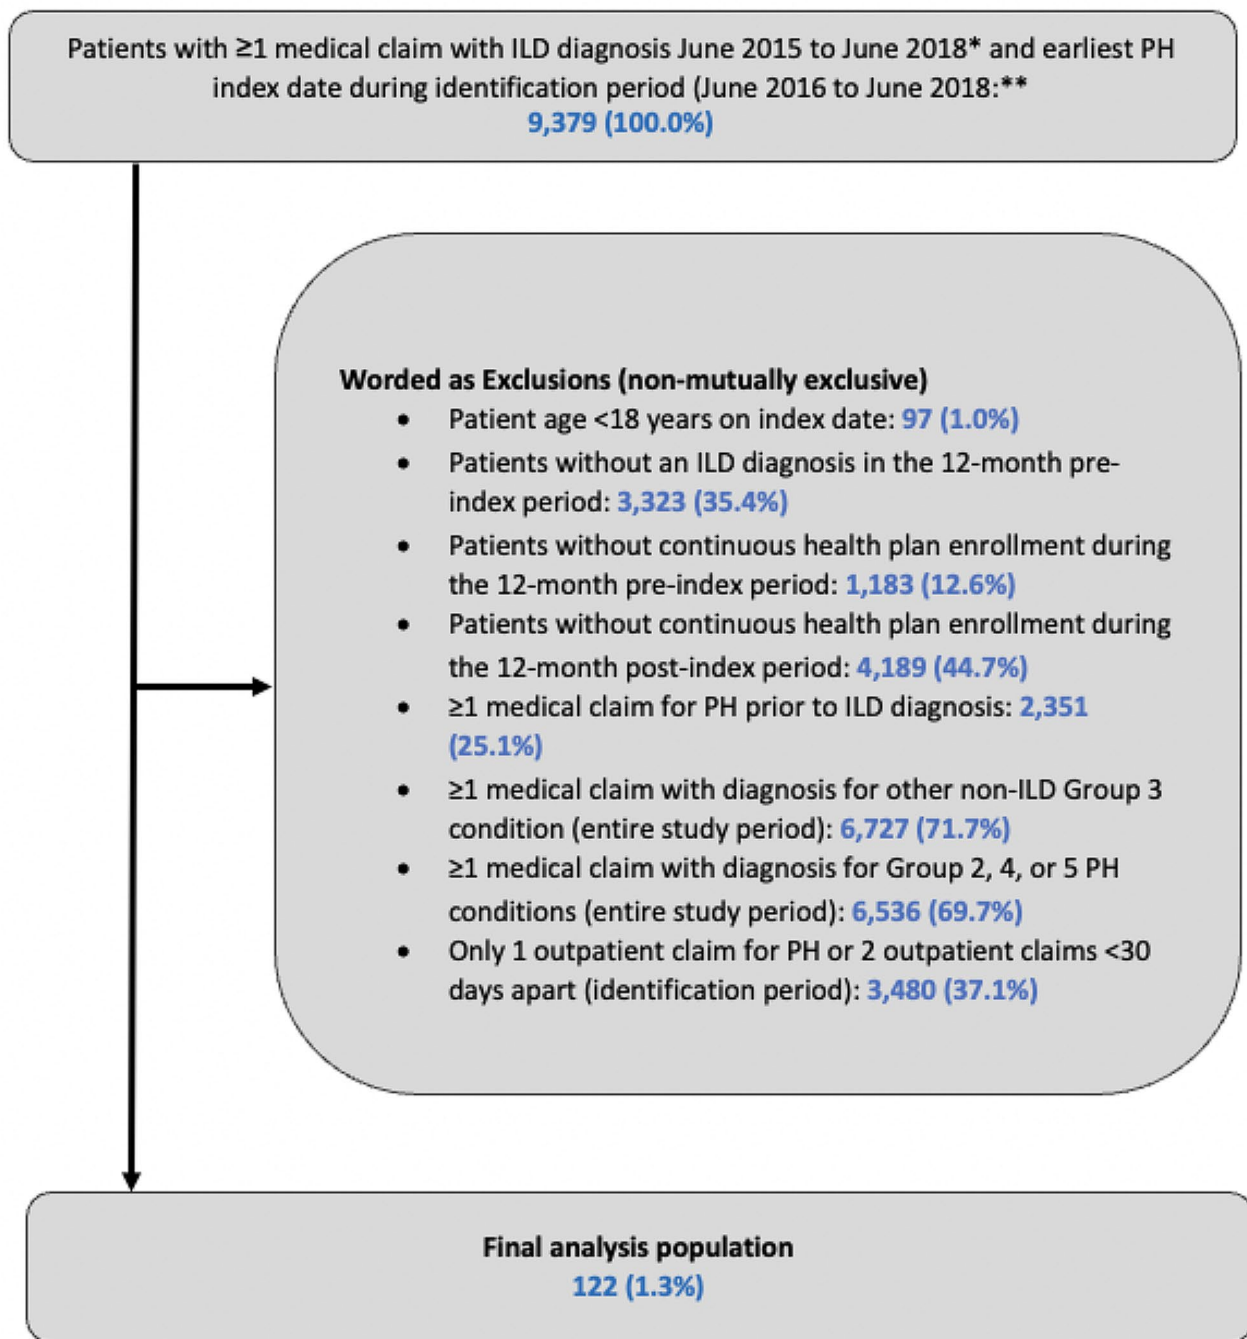 Patients with ≥1 medical claim with ILD diagnosis June 2015 to June 2018* and earliest PH
index date during identification period (June 2016 to June 2018:**
9,379 (100.0%)
Worded as Exclusions (non-mutually exclusive)
• Patient age <18 years on index date: 97 (1.0%)
• Patients without an ILD diagnosis in the 12-month pre-
index period: 3,323 (35.4%)
• Patients without continuous health plan enrollment during
the 12-month pre-index period: 1,183 (12.6%)
• Patients without continuous health plan enrollment during
the 12-month post-index period: 4,189 (44.7%)
• ≥1 medical claim for PH prior to ILD diagnosis: 2,351
(25.1%)
• ≥1 medical claim with diagnosis for other non-ILD Group 3
condition (entire study period): 6,727 (71.7%)
• ≥1 medical claim with diagnosis for Group 2, 4, or 5 PH
conditions (entire study period): 6,536 (69.7%)
• Only 1 outpatient claim for PH or 2 outpatient claims <30
days apart (identification period): 3,480 (37.1%)
Final analysis population
122 (1.3%)